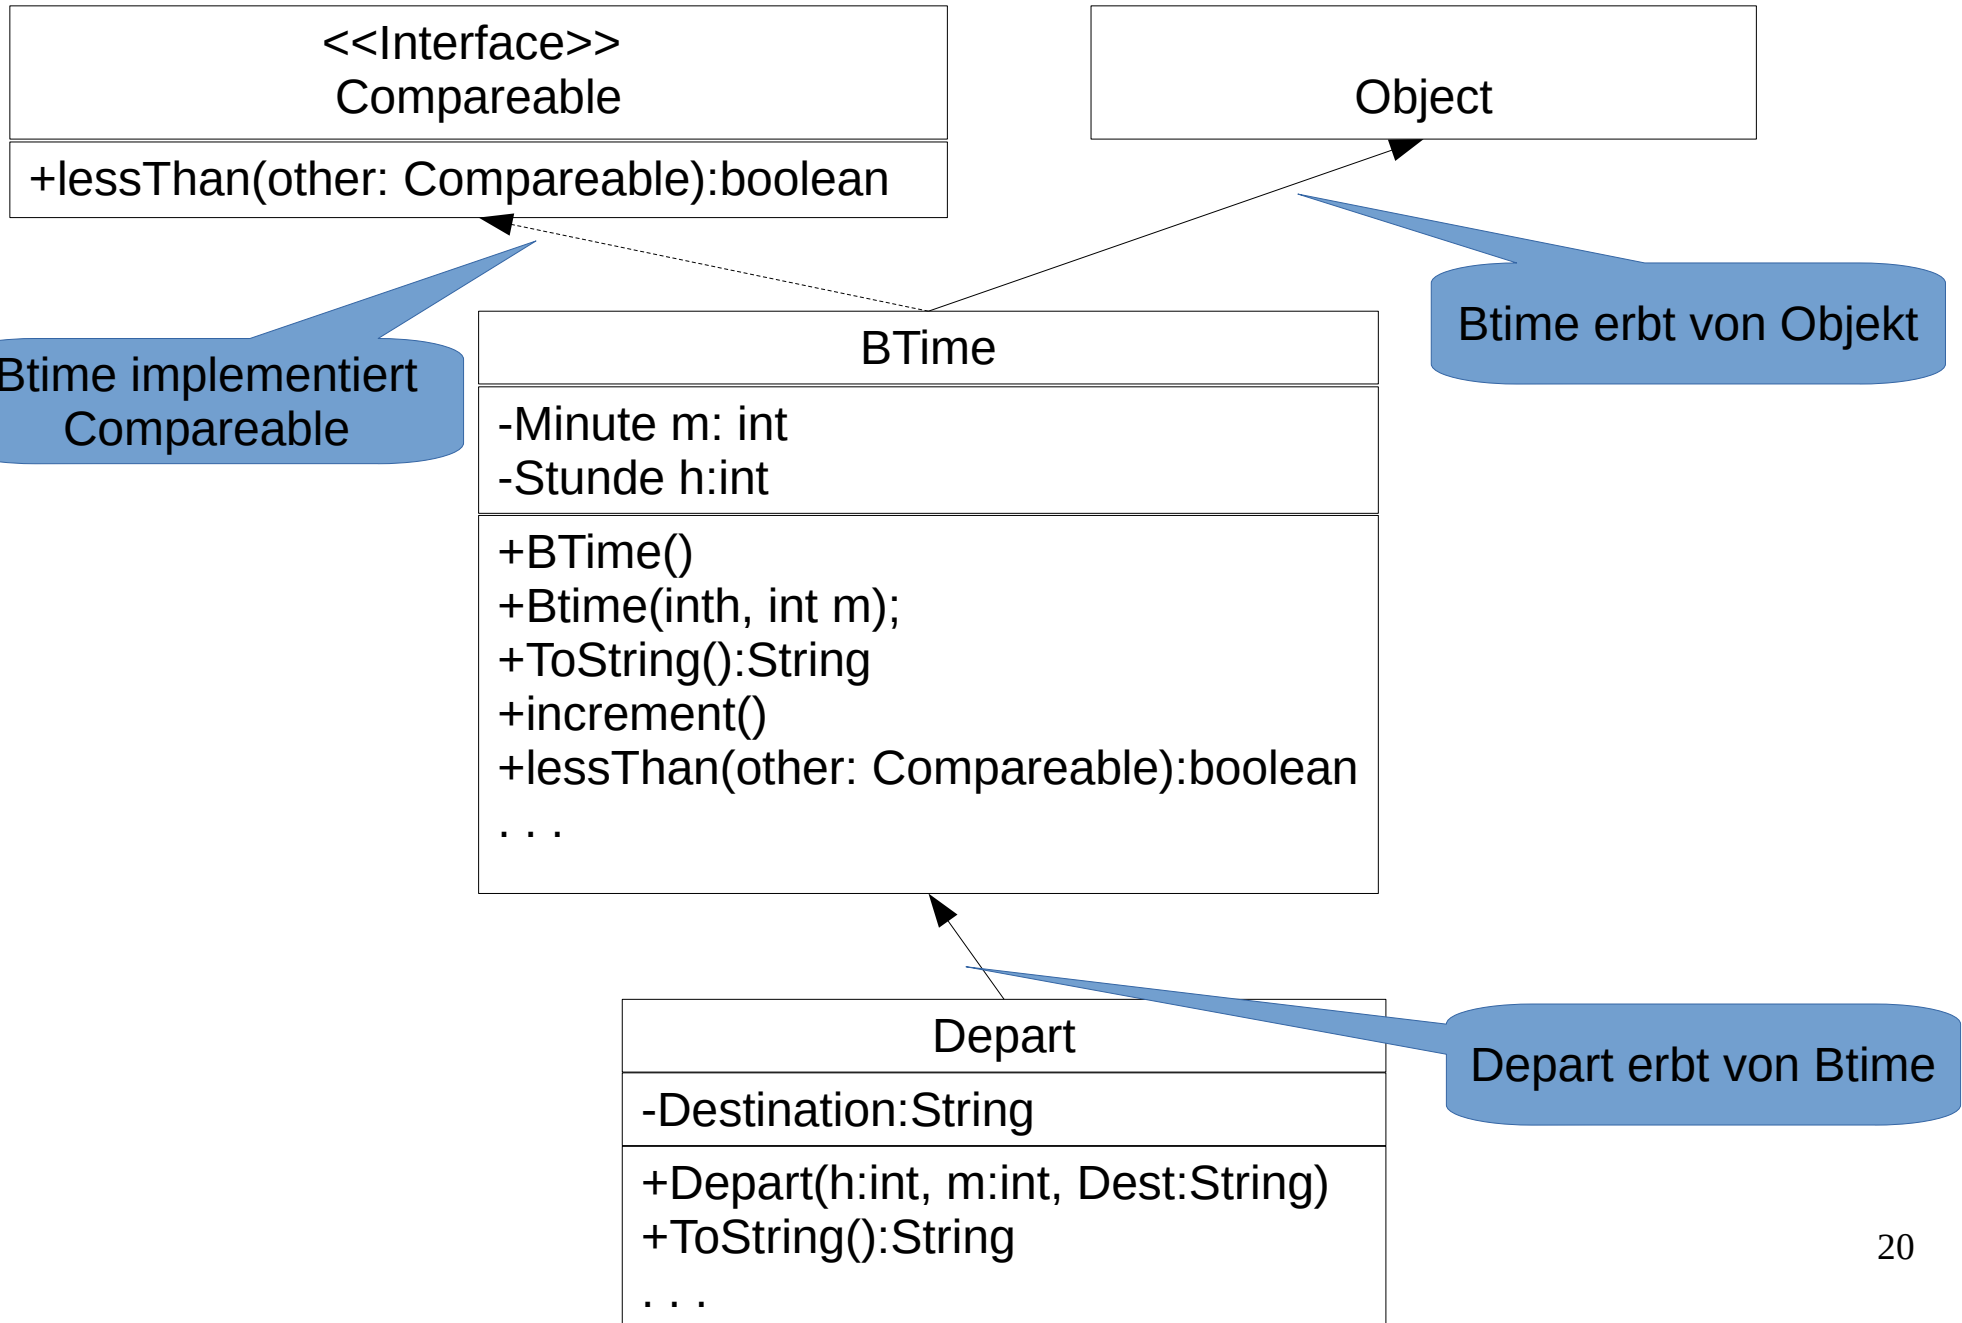 <<Interface>>
Compareable
+lessThan(other: Compareable):boolean
Object
Btime erbt von Objekt
Btime implementiert
Compareable
BTime
-Minute m: int
-Stunde h:int
+BTime()
+Btime(inth, int m);
+ToString():String
+increment()
+lessThan(other: Compareable):boolean
. . .
Depart
-Destination:String
+Depart(h:int, m:int, Dest:String)
+ToString():String
. . .
Depart erbt von Btime
20